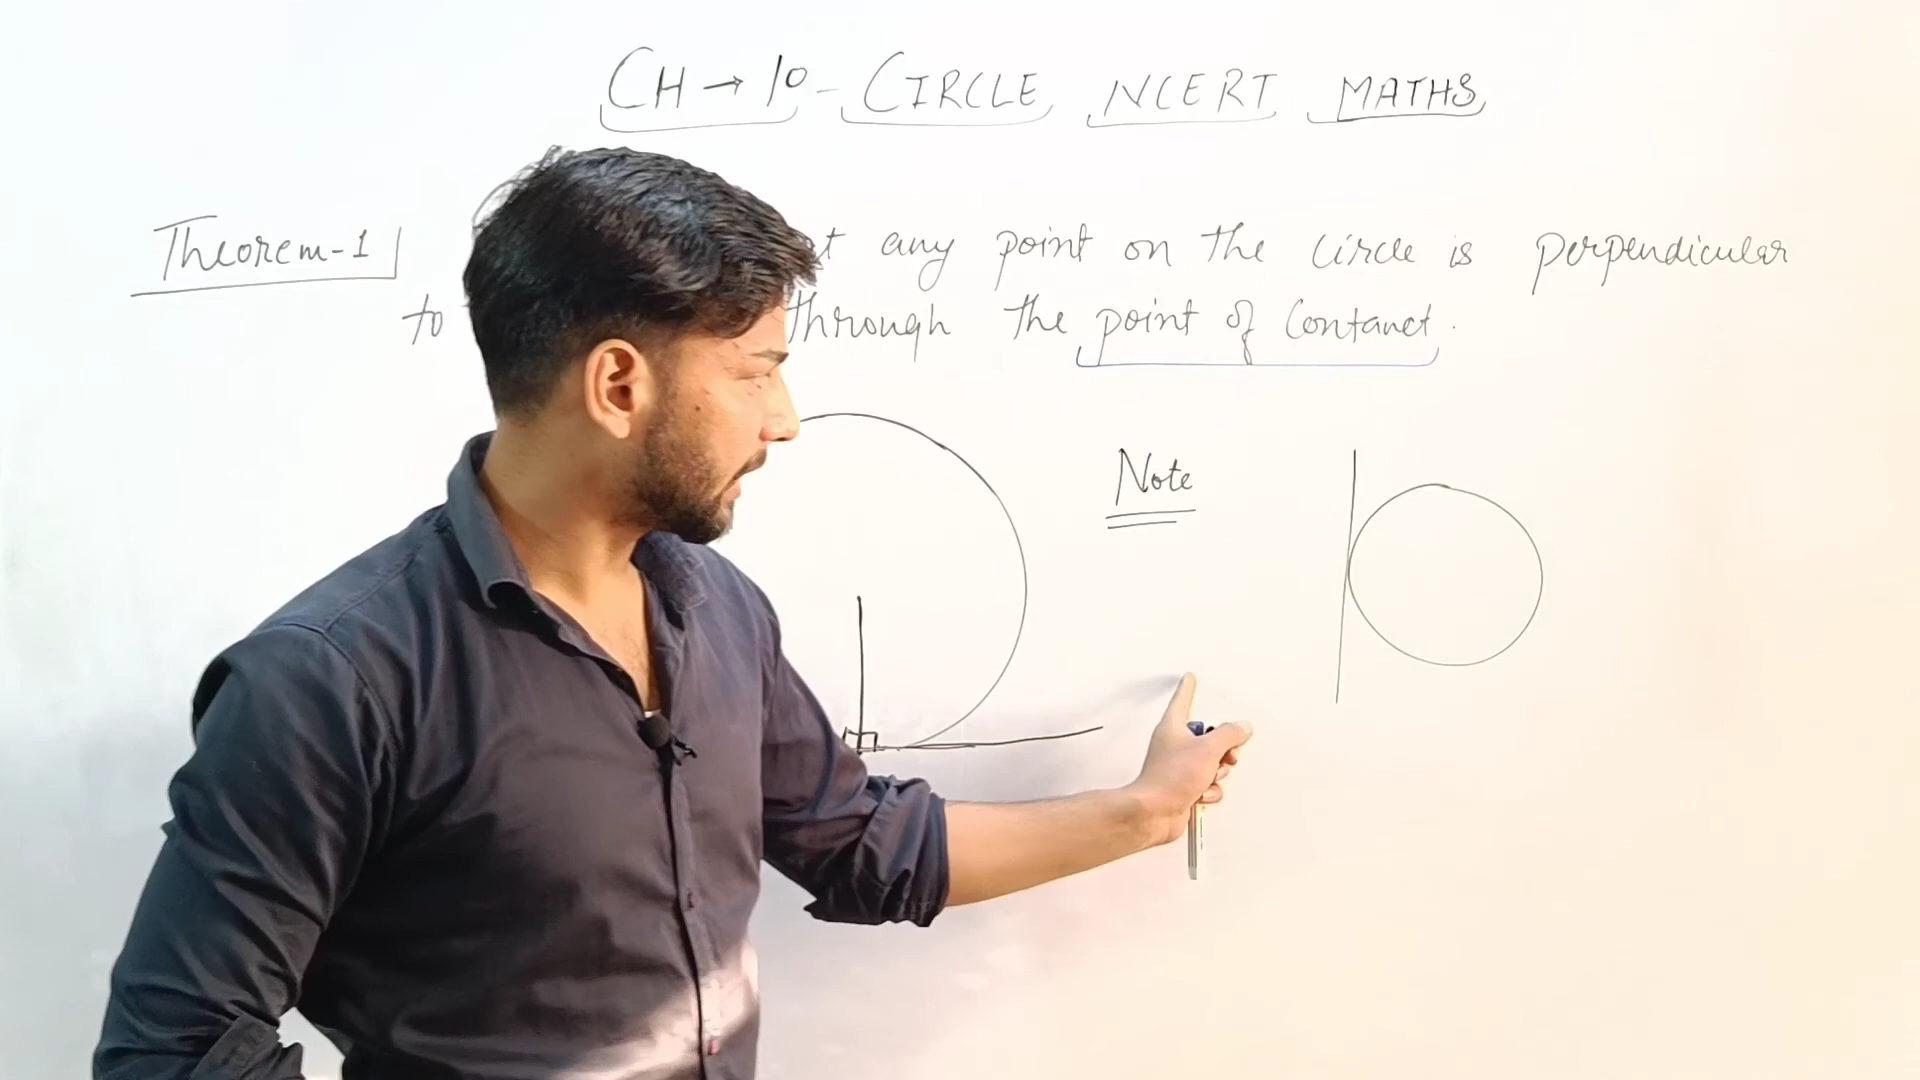 CH → 10 - CIRCLE NCERT MATHS
Theorem-1 any point on the circle is perpendicular
to through the point of Contanct.
Note